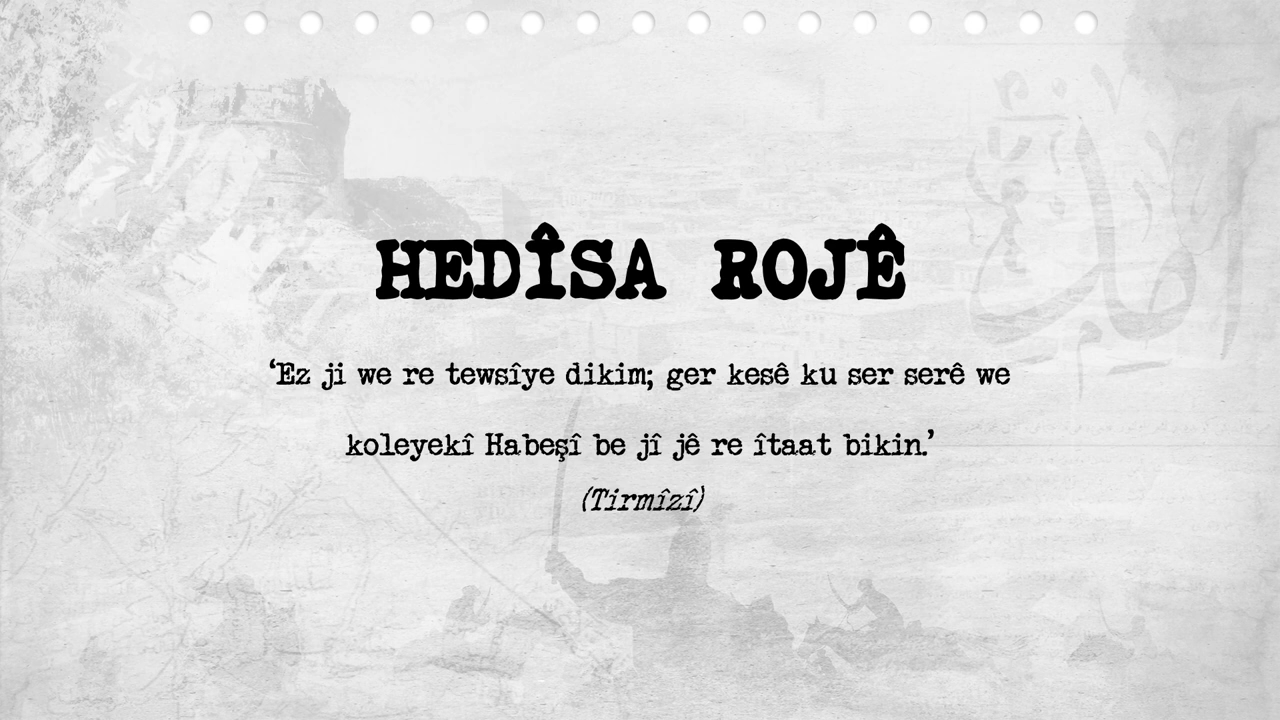 HEDÎSA ROJÊ
‘Ez ji we re tewsîye dikim; ger kesê ku ser serê we
koleyekî Habeşî be jî jê re îtaat bikin.’
(Tirmîzî)